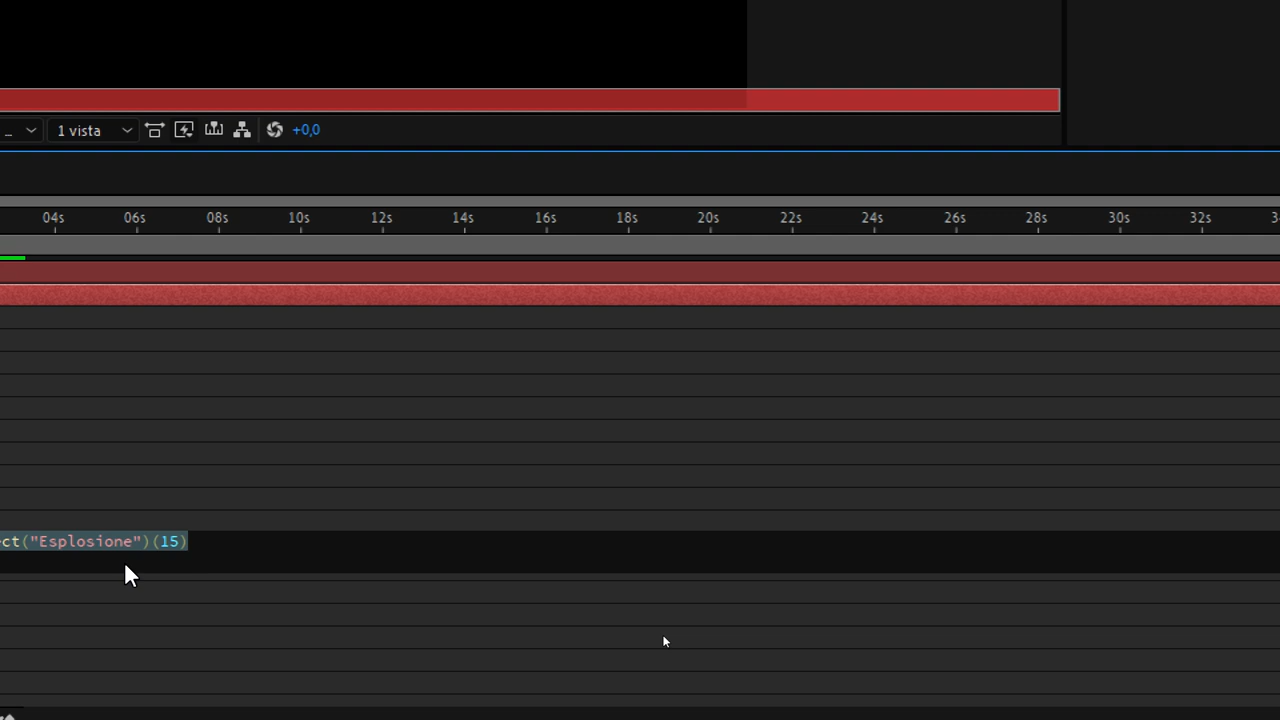 _ 1 vista +0,0
04s 06s 08s 10s 12s 14s 16s 18s 20s 22s 24s 26s 28s 30s 32s
ect("Esplosione")(15)